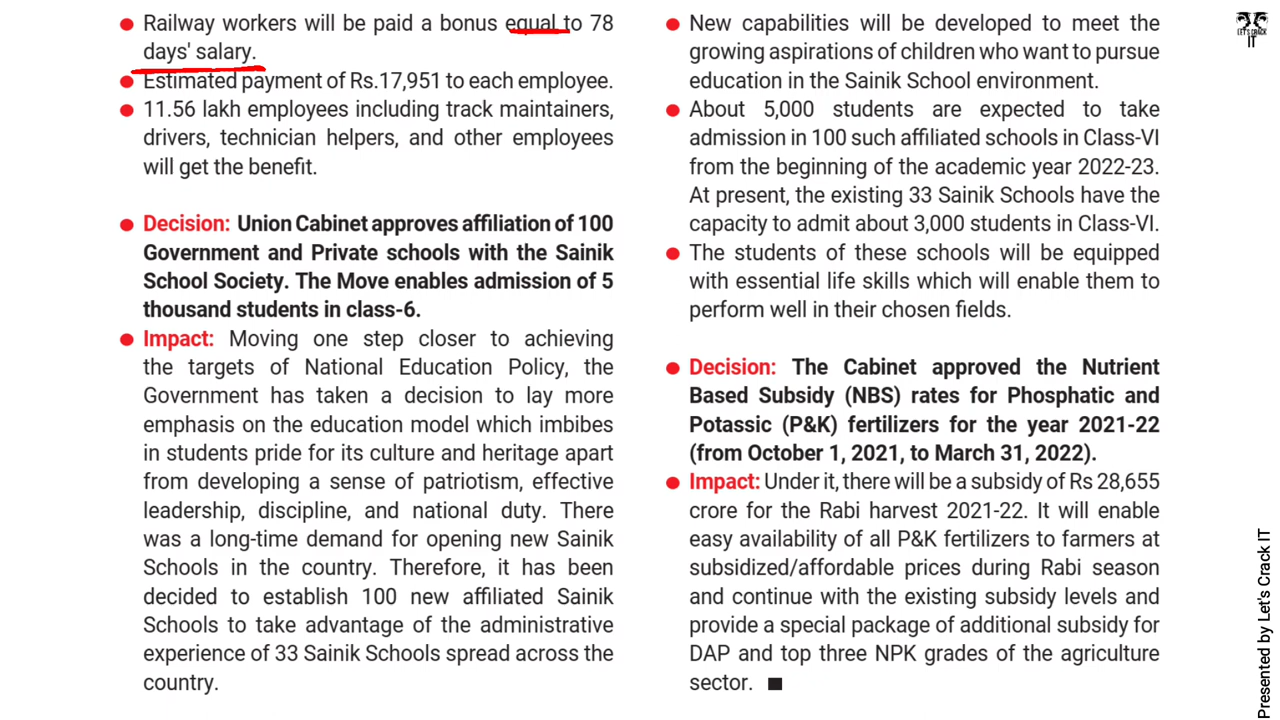 Railway workers will be paid a bonus equal to 78
days' salary.
Estimated payment of Rs.17,951 to each employee.
11.56 lakh employees including track maintainers,
drivers, technician helpers, and other employees
will get the benefit.
Decision: Union Cabinet approves affiliation of 100
Government and Private schools with the Sainik
School Society. The Move enables admission of 5
thousand students in class-6.
Impact: Moving one step closer to achieving
the targets of National Education Policy, the
Government has taken a decision to lay more
emphasis on the education model which imbibes
in students pride for its culture and heritage apart
from developing a sense of patriotism, effective
leadership, discipline, and national duty. There
was a long-time demand for opening new Sainik
Schools in the country. Therefore, it has been
decided to establish 100 new affiliated Sainik
Schools to take advantage of the administrative
experience of 33 Sainik Schools spread across the
country.
New capabilities will be developed to meet the
growing aspirations of children who want to pursue
education in the Sainik School environment.
About 5,000 students are expected to take
admission in 100 such affiliated schools in Class-VI
from the beginning of the academic year 2022-23.
At present, the existing 33 Sainik Schools have the
capacity to admit about 3,000 students in Class-VI.
The students of these schools will be equipped
with essential life skills which will enable them to
perform well in their chosen fields.
Decision: The Cabinet approved the Nutrient
Based Subsidy (NBS) rates for Phosphatic and
Potassic (P&K) fertilizers for the year 2021-22
(from October 1, 2021, to March 31, 2022).
Impact: Under it, there will be a subsidy of Rs 28,655
crore for the Rabi harvest 2021-22. It will enable
easy availability of all P&K fertilizers to farmers at
subsidized/affordable prices during Rabi season
and continue with the existing subsidy levels and
provide a special package of additional subsidy for
DAP and top three NPK grades of the agriculture
sector.
LET'S CRACK
IT
Presented by Let's Crack IT